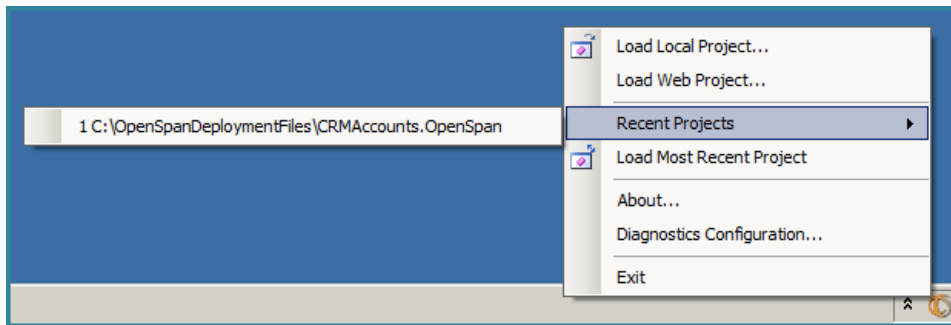 Load Local Project...
Load Web Project...
Recent Projects
1 C:\OpenSpanDeploymentFiles\CRMAccounts.OpenSpan
Load Most Recent Project
About...
Diagnostics Configuration...
Exit